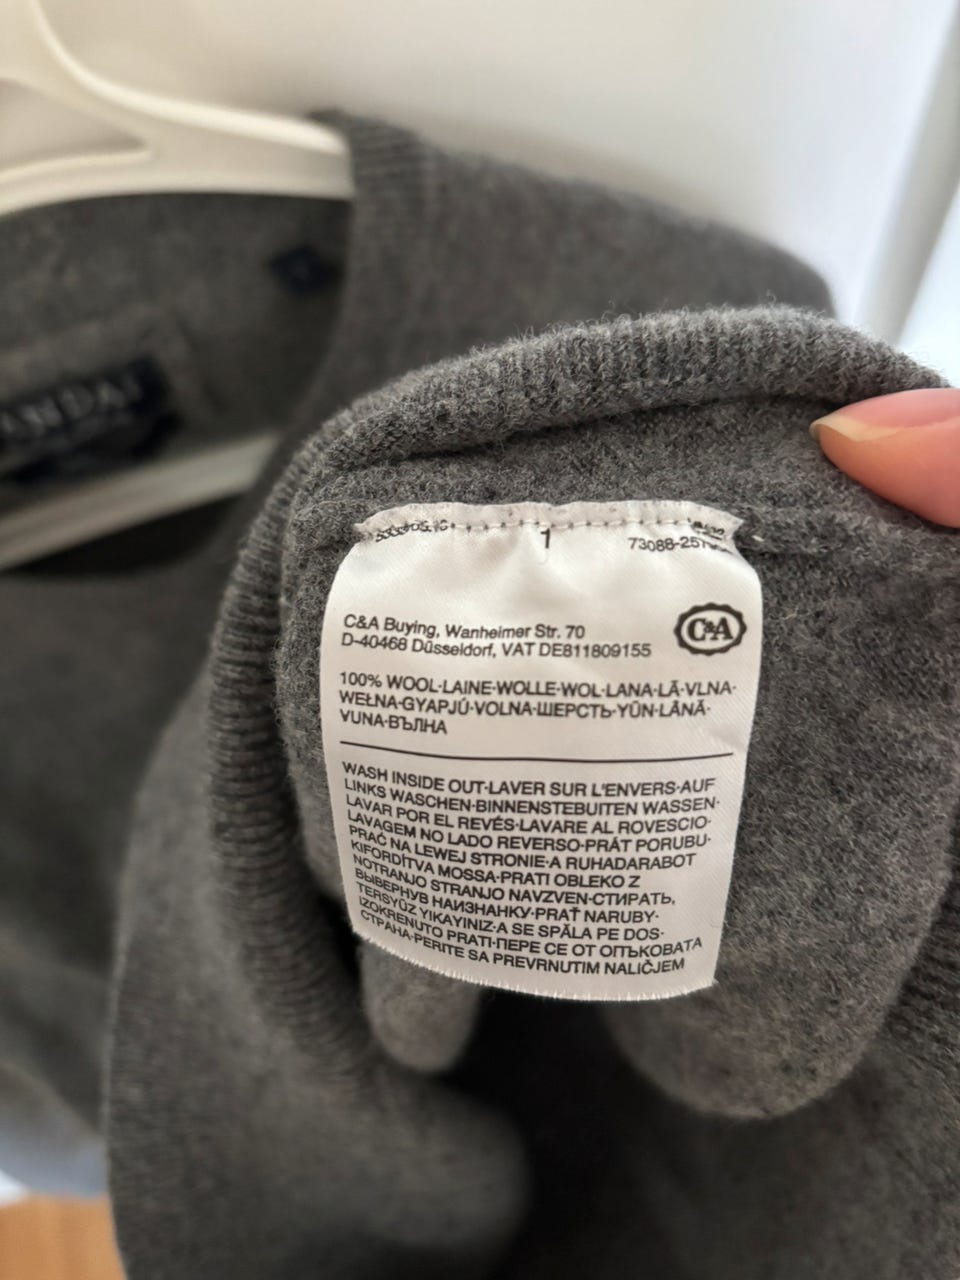 1
C&A Buying, Wanheimer Str. 70
D-40468 Düsseldorf, VAT DE811809155
C&A
100% WOOL·LAINE·WOLLE·WOL·LANA·LÃ·VLNA·
WEŁNA·GYAPJÚ·VOLNA·ШЕРСТЬ·YÜN·LÂNĂ·
VUNA·ВЪЛНА
WASH INSIDE OUT·LAVER SUR L'ENVERS·AUF
LINKS WASCHEN·BINNENSTEBUITEN WASSEN·
LAVAR POR EL REVÉS·LAVARE AL ROVESCIO·
LAVAGEM NO LADO REVERSO·PRÁT PORUBU·
PRAĆ NA LEWEJ STRONIE·A RUHADARABOT
KIFORDÍTVA MOSSA·PRATI OBLEKO Z
NOTRANJO STRANJO NAVZVEN·СТИРАТЬ,
ВЫВЕРНУВ НАИЗНАНКУ·PRAŤ NARUBY·
TERSYÜZ YIKAYINIZ·A SE SPĂLA PE DOS·
IZOKRENUTO PRATI·ПЕРЕ СЕ ОТ ОПЪКОВАТА
СТРАНА·PERITE SA PREVRNUTIM NALIČJEM